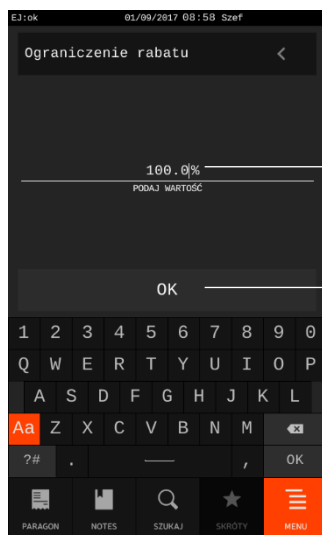 EJ:ok 01/09/2017 08:58 Szef
Ograniczenie rabatu <
100.0%
PODAJ WARTOŚĆ
OK
1 2 3 4 5 6 7 8 9 0
Q W E R T Y U I O P
A S D F G H J K L
Aa Z X C V B N M
?# . , OK
PARAGON NOTES SZUKAJ SKRÓTY MENU